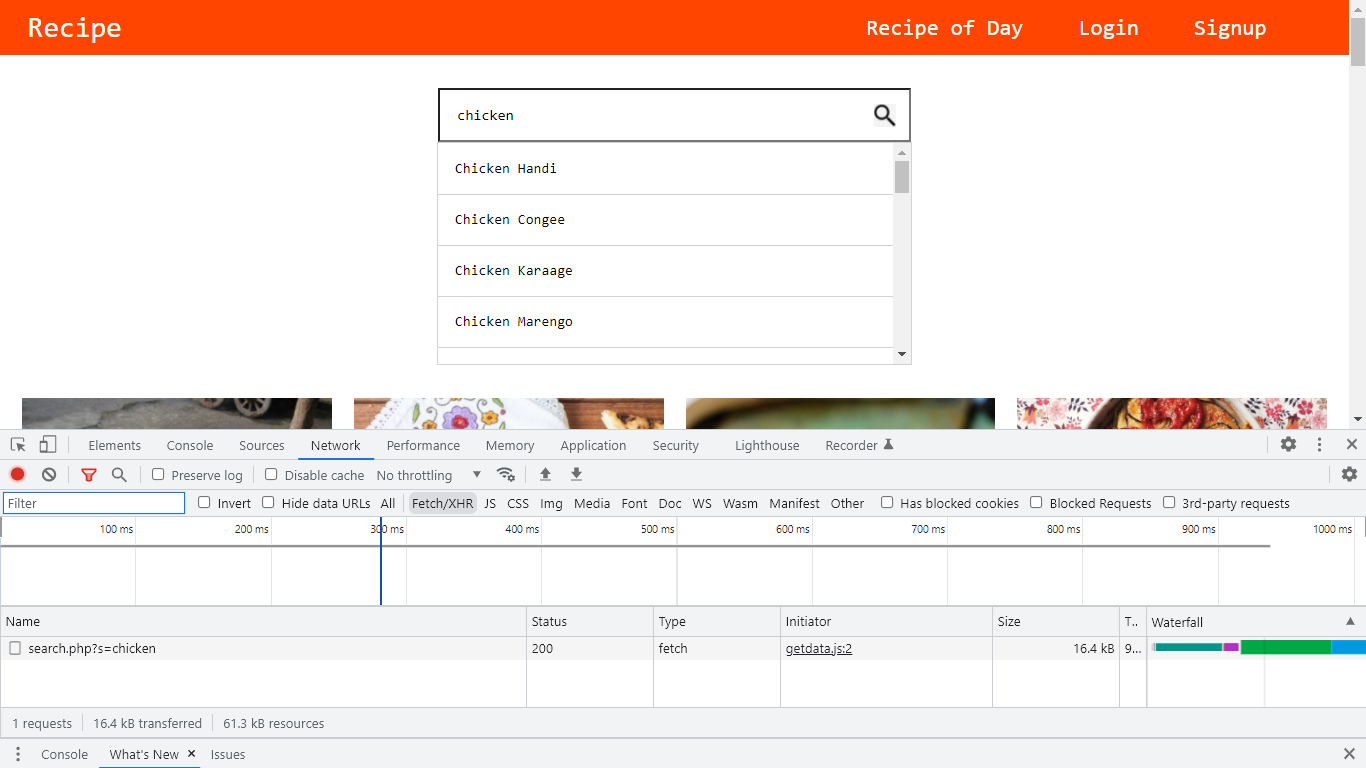 Recipe Recipe of Day Login Signup
chicken
Chicken Handi
Chicken Congee
Chicken Karaage
Chicken Marengo
Elements Console Sources Network Performance Memory Application Security Lighthouse Recorder
Preserve log Disable cache No throttling
Filter Invert Hide data URLs All Fetch/XHR JS CSS Img Media Font Doc WS Wasm Manifest Other Has blocked cookies Blocked Requests 3rd-party requests
100 ms 200 ms 300 ms 400 ms 500 ms 600 ms 700 ms 800 ms 900 ms 1000 ms
Name Status Type Initiator Size T.. Waterfall
search.php?s=chicken 200 fetch getdata.js:2 16.4 kB 9...
1 requests 16.4 kB transferred 61.3 kB resources
Console What's New × Issues